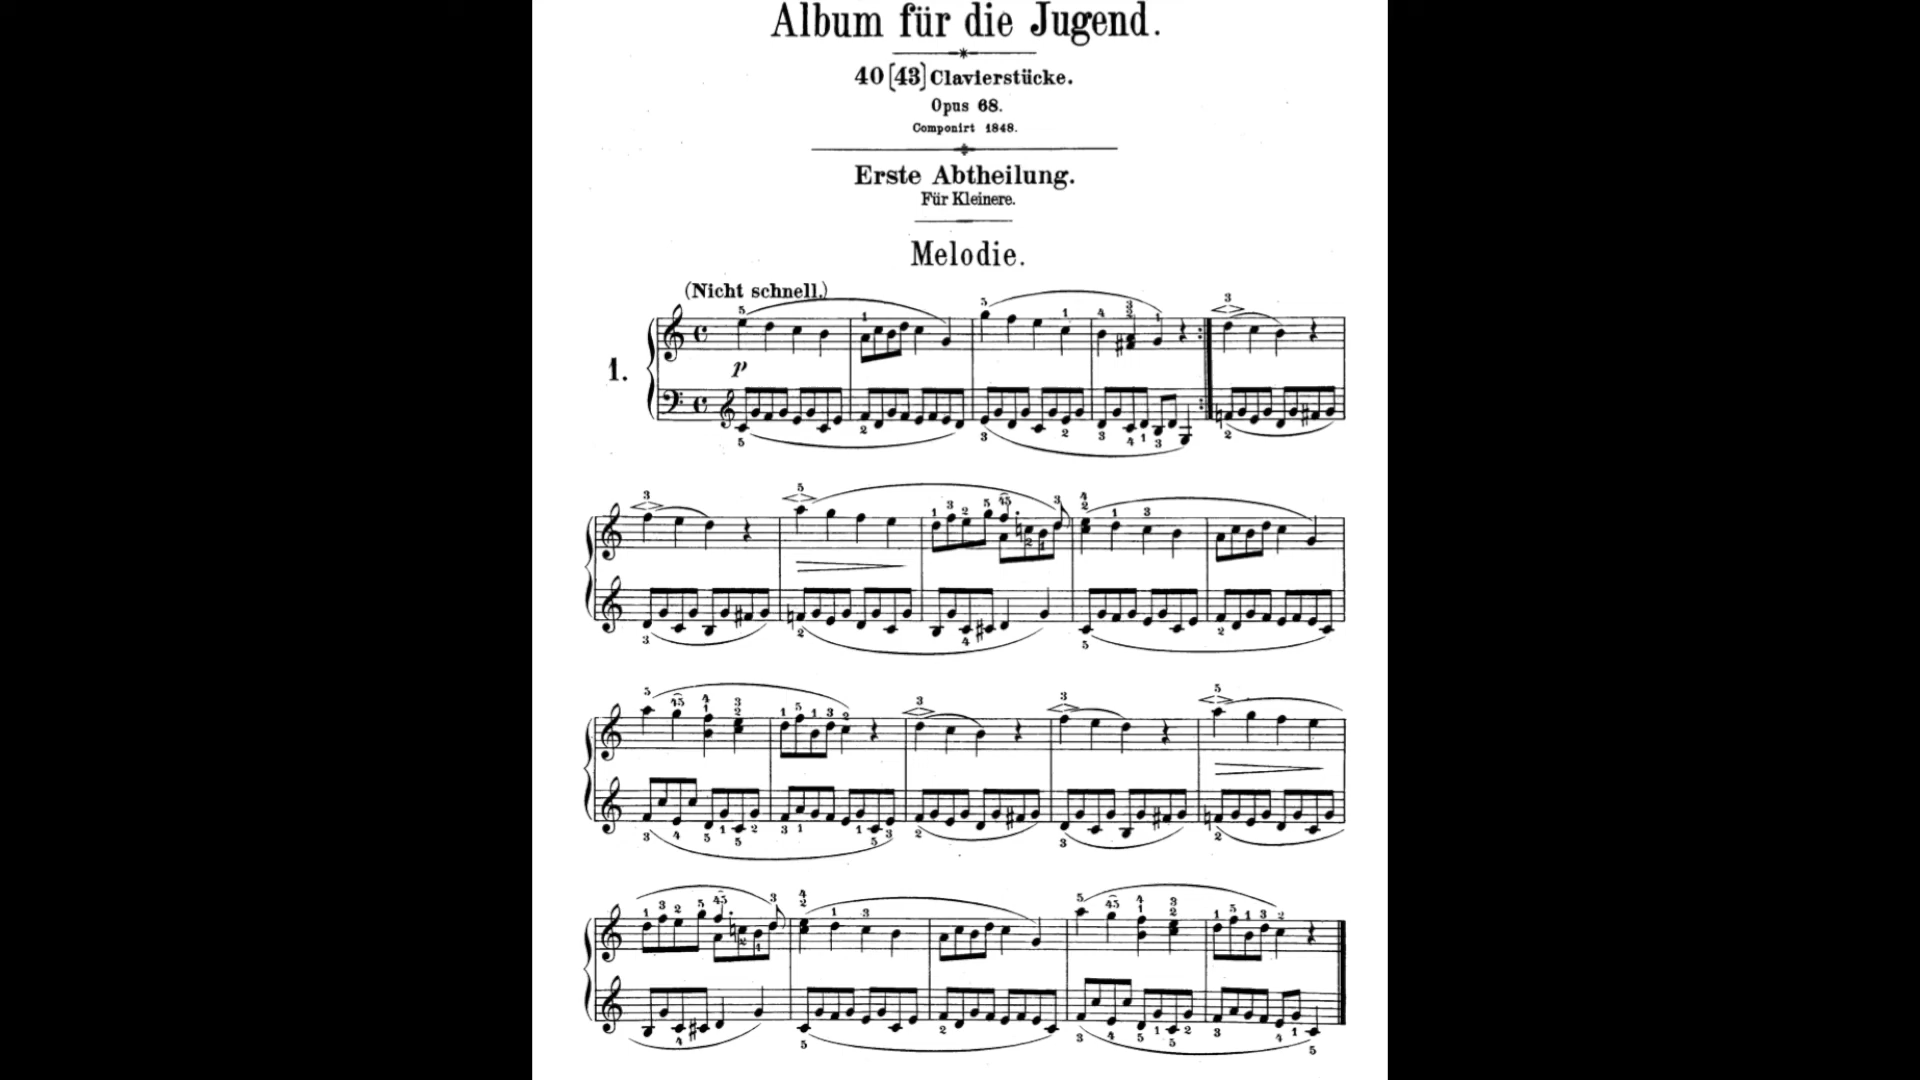 Album für die Jugend.
40 [43] Clavierstücke.
Opus 68.
Componirt 1848.
Erste Abtheilung.
Für Kleinere.
Melodie.
(Nicht schnell.)
1.
p